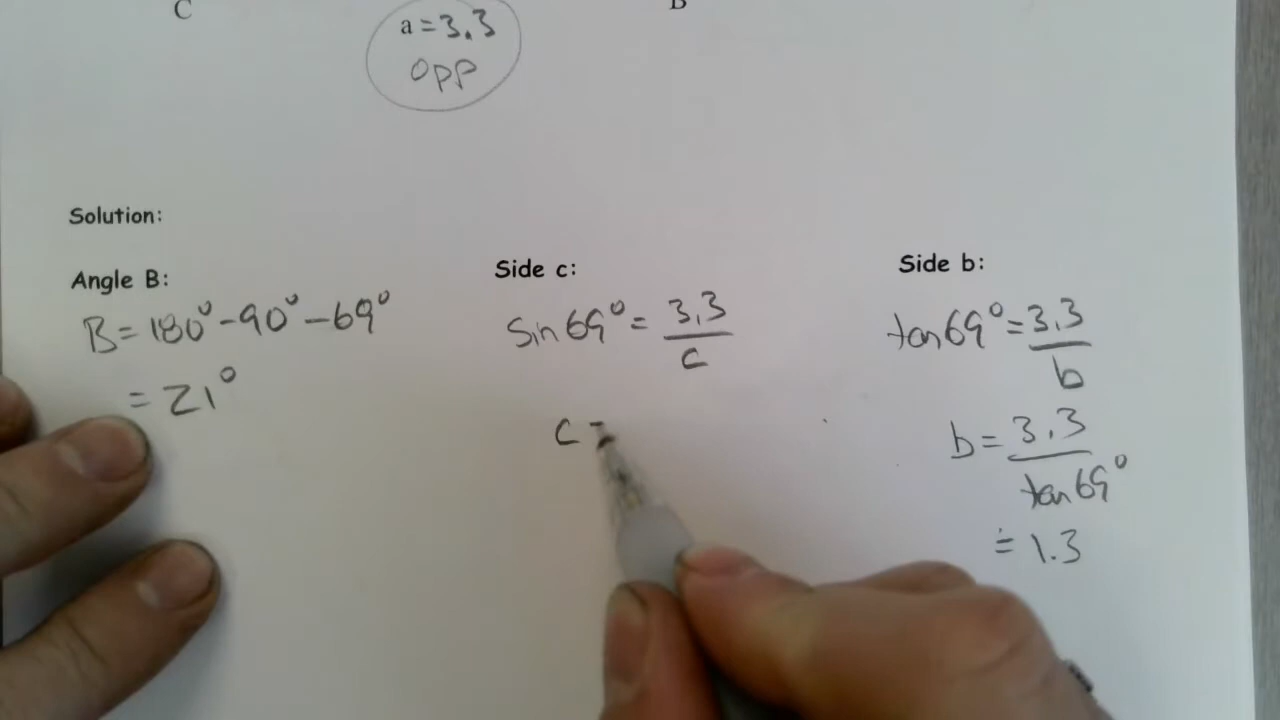 C
B
a = 3.3
opp
Solution:
Angle B:
B = 180° - 90° - 69°
= 21°
Side c:
sin 69° = 3.3
c
c =
Side b:
tan 69° = 3.3
b
b = 3.3
tan 69°
≐ 1.3